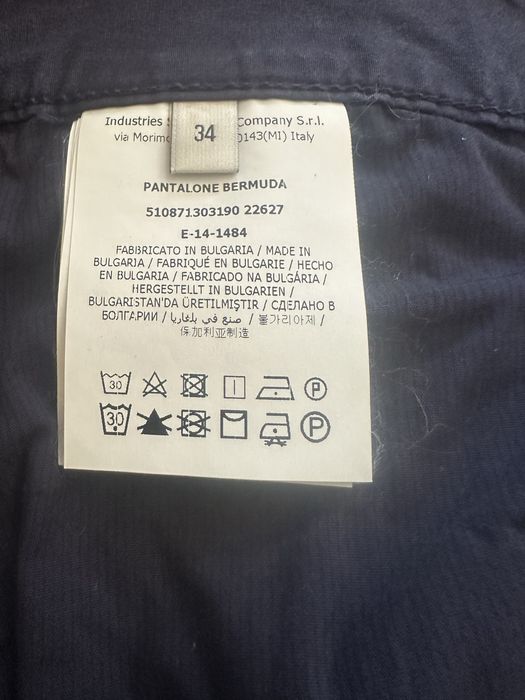 Industries Company S.r.l.
via 0143(MI) Italy
34
PANTALONE BERMUDA
510871303190 22627
E-14-1484
FABBRICATO IN BULGARIA / MADE IN
BULGARIA / FABRIQUÉ EN BULGARIE / HECHO
EN BULGARIA / FABRICADO NA BULGÁRIA /
HERGESTELLT IN BULGARIEN /
BULGARISTAN'DA ÜRETILMIŞTIR / СДЕЛАНО В
БОЛГАРИИ / صنع في بلغاريا / 불가리아제 /
保加利亚制造
30 P
30 P